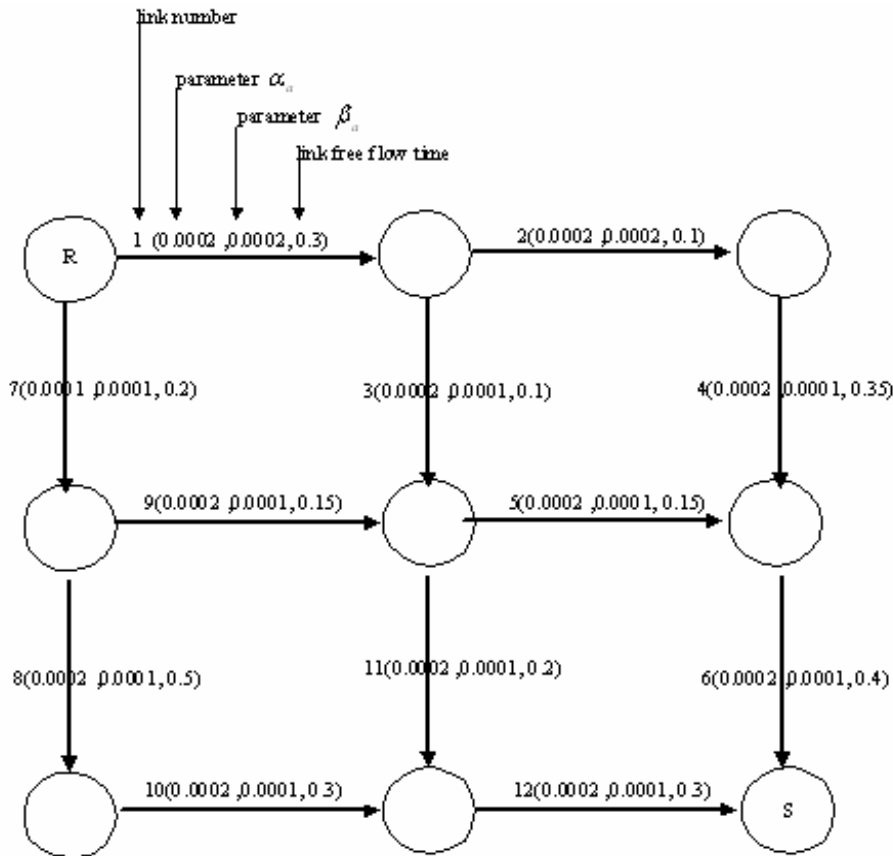 link number
parameter αₐ
parameter βₐ
link free flow time
R
1 (0.0002 ,0.0002, 0.3)
2(0.0002 ,0.0002, 0.1)
7(0.0001 ,0.0001, 0.2)
3(0.0002 ,0.0001, 0.1)
4(0.0002 ,0.0001, 0.35)
9(0.0002 ,0.0001, 0.15)
5(0.0002 ,0.0001, 0.15)
8(0.0002 ,0.0001, 0.5)
11(0.0002 ,0.0001, 0.2)
6(0.0002 ,0.0001, 0.4)
10(0.0002 ,0.0001, 0.3)
12(0.0002 ,0.0001, 0.3)
S